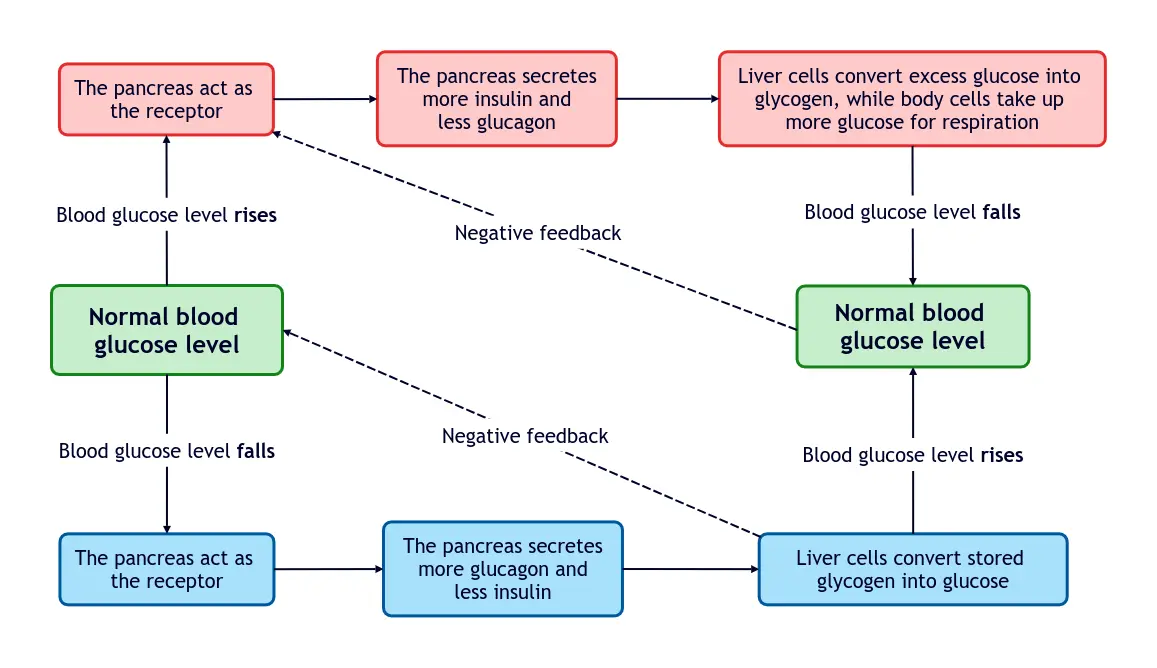 The pancreas act as
the receptor
The pancreas secretes
more insulin and
less glucagon
Liver cells convert excess glucose into
glycogen, while body cells take up
more glucose for respiration
Blood glucose level rises
Blood glucose level falls
Negative feedback
Normal blood
glucose level
Normal blood
glucose level
Negative feedback
Blood glucose level falls
Blood glucose level rises
The pancreas act as
the receptor
The pancreas secretes
more glucagon and
less insulin
Liver cells convert stored
glycogen into glucose